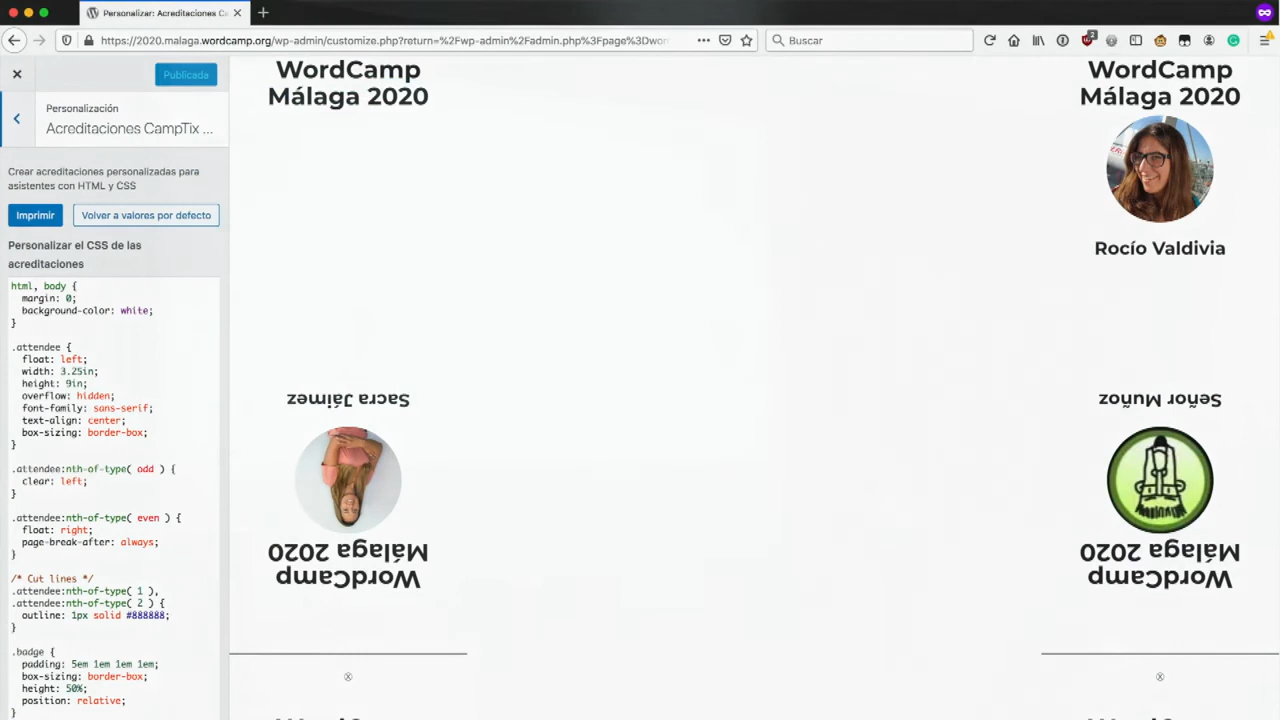 Personalizar: Acreditaciones Ca
https://2020.malaga.wordcamp.org/wp-admin/customize.php?return=%2Fwp-admin%2Fadmin.php%3Fpage%3Dwor
Buscar
2
Publicada
Personalización
Acreditaciones CampTix ...
Crear acreditaciones personalizadas para
asistentes con HTML y CSS
Imprimir
Volver a valores por defecto
Personalizar el CSS de las
acreditaciones
html, body {
margin: 0;
background-color: white;
}
.attendee {
float: left;
width: 3.25in;
height: 9in;
overflow: hidden;
font-family: sans-serif;
text-align: center;
box-sizing: border-box;
}
.attendee:nth-of-type( odd ) {
clear: left;
}
.attendee:nth-of-type( even ) {
float: right;
page-break-after: always;
}
/* Cut lines */
.attendee:nth-of-type( 1 ),
.attendee:nth-of-type( 2 ) {
outline: 1px solid #888888;
}
.badge {
padding: 5em 1em 1em 1em;
box-sizing: border-box;
height: 50%;
position: relative;
}
WordCamp
Málaga 2020
Sacra Jáimez
Málaga 2020
WordCamp
WordCamp
Málaga 2020
Rocío Valdivia
Señor Muñoz
Málaga 2020
WordCamp